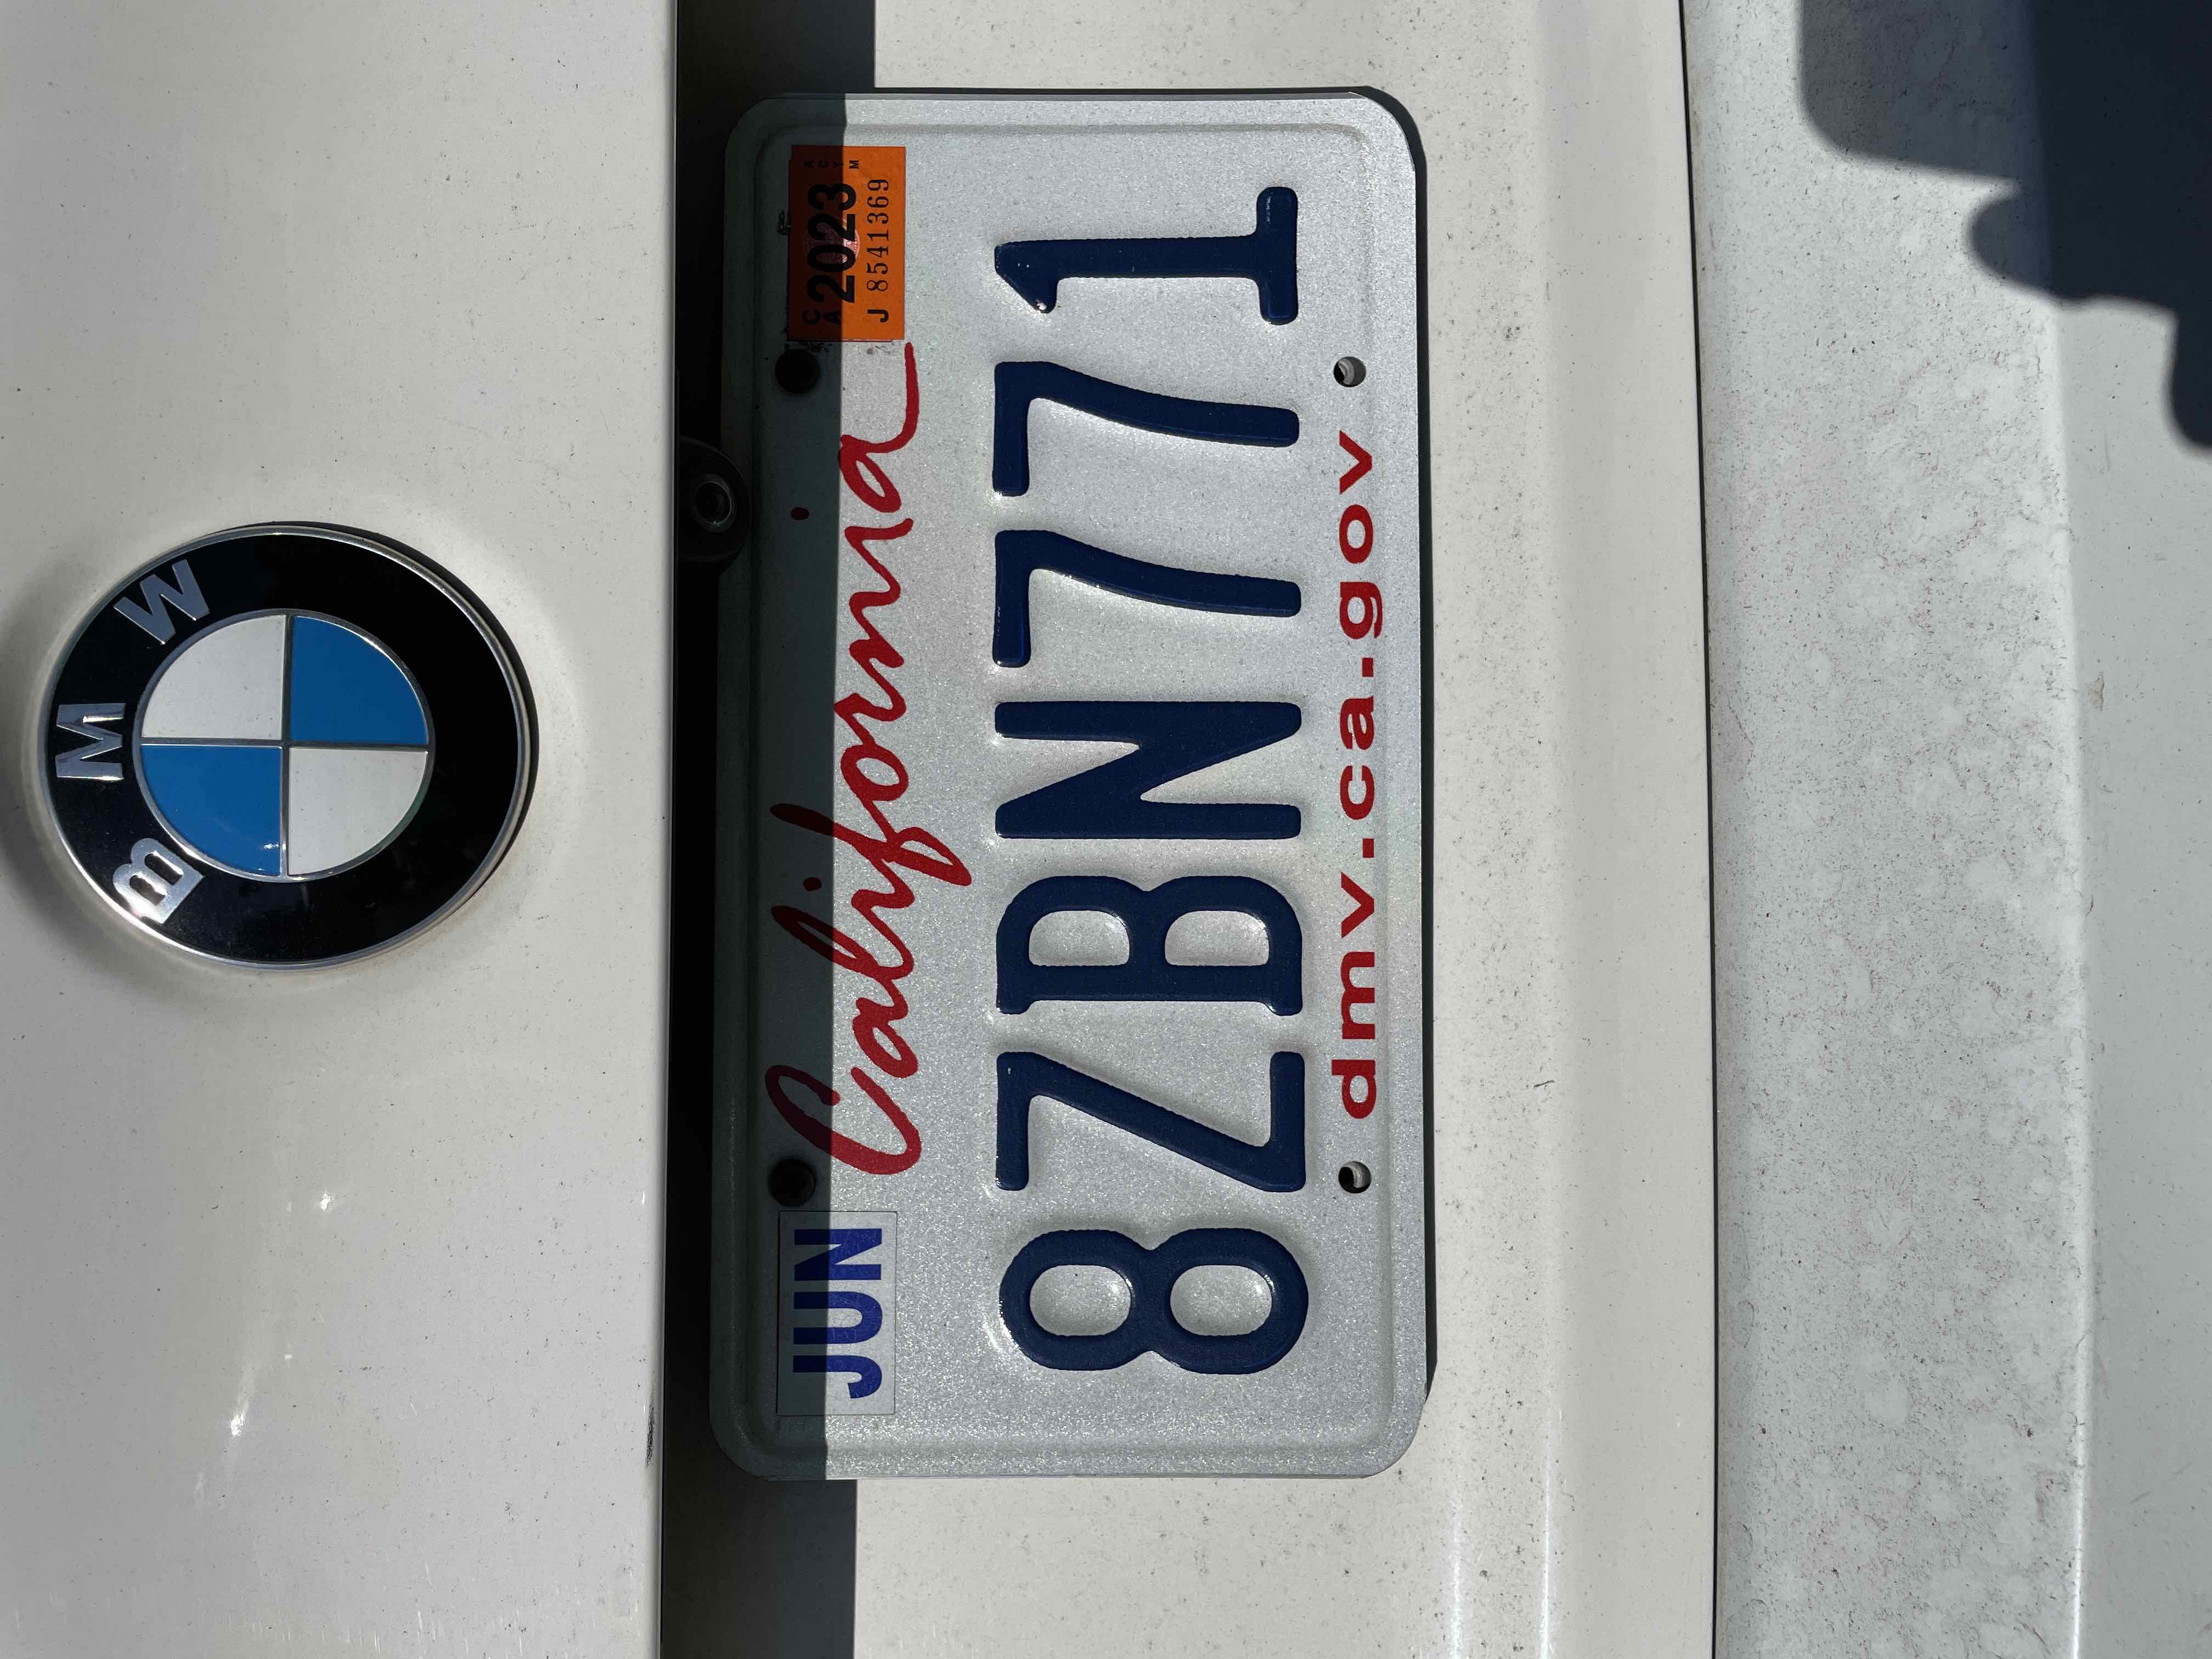 BMW
JUN
California
CA 2023
J 8541369
8ZBN771
dmv.ca.gov